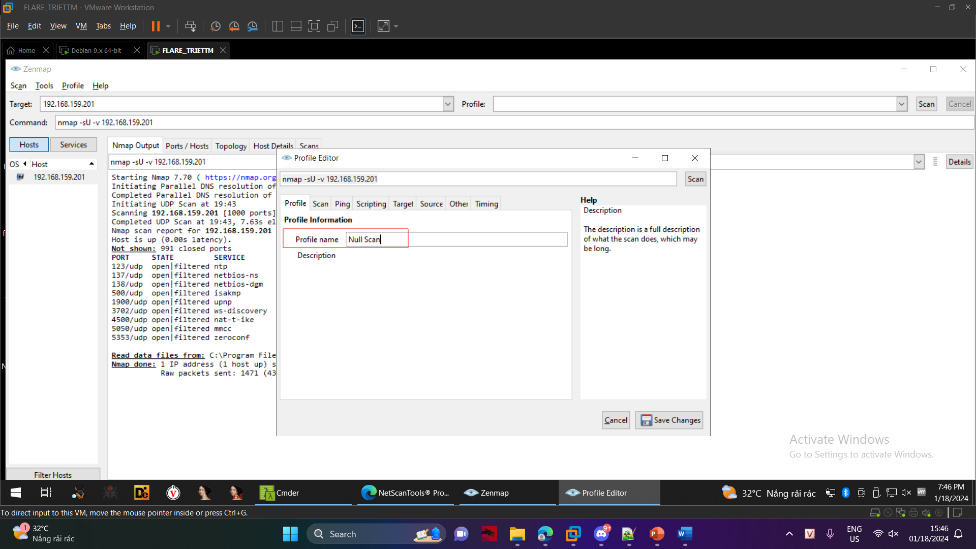 FLARE_TRIETTM - VMware Workstation
File Edit View VM Tabs Help
Home Debian 9.x 64-bit FLARE_TRIETTM
Zenmap
Scan Tools Profile Help
Target: 192.168.159.201 Profile: Scan Cancel
Command: nmap -sU -v 192.168.159.201
Hosts Services Nmap Output Ports / Hosts Topology Host Details Scans
OS Host nmap -sU -v 192.168.159.201 Details
192.168.159.201
Starting Nmap 7.70 ( https://nmap.org
Initiating Parallel DNS resolution of
Completed Parallel DNS resolution of
Initiating UDP Scan at 19:43
Scanning 192.168.159.201 [1000 ports]
Completed UDP Scan at 19:43, 7.63s el
Nmap scan report for 192.168.159.201
Host is up (0.00s latency).
Not shown: 991 closed ports
PORT STATE SERVICE
123/udp open|filtered ntp
137/udp open|filtered netbios-ns
138/udp open|filtered netbios-dgm
500/udp open|filtered isakmp
1900/udp open|filtered upnp
3702/udp open|filtered ws-discovery
4500/udp open|filtered nat-t-ike
5050/udp open|filtered mmcc
5353/udp open|filtered zeroconf
Read data files from: C:\Program File
Nmap done: 1 IP address (1 host up) s
Raw packets sent: 1471 (43
Filter Hosts
Profile Editor
nmap -sU -v 192.168.159.201 Scan
Profile Scan Ping Scripting Target Source Other Timing
Profile Information
Profile name Null Scan
Description
Help
Description
The description is a full description
of what the scan does, which may
be long.
Cancel Save Changes
Activate Windows
Go to Settings to activate Windows.
Cmder NetScanTools® Pro... Zenmap Profile Editor 32°C Nắng rải rác 7:46 PM
1/18/2024
To direct input to this VM, move the mouse pointer inside or press Ctrl+G.
32°C
Nắng rải rác
Search
ENG
US
15:46
01/18/2024